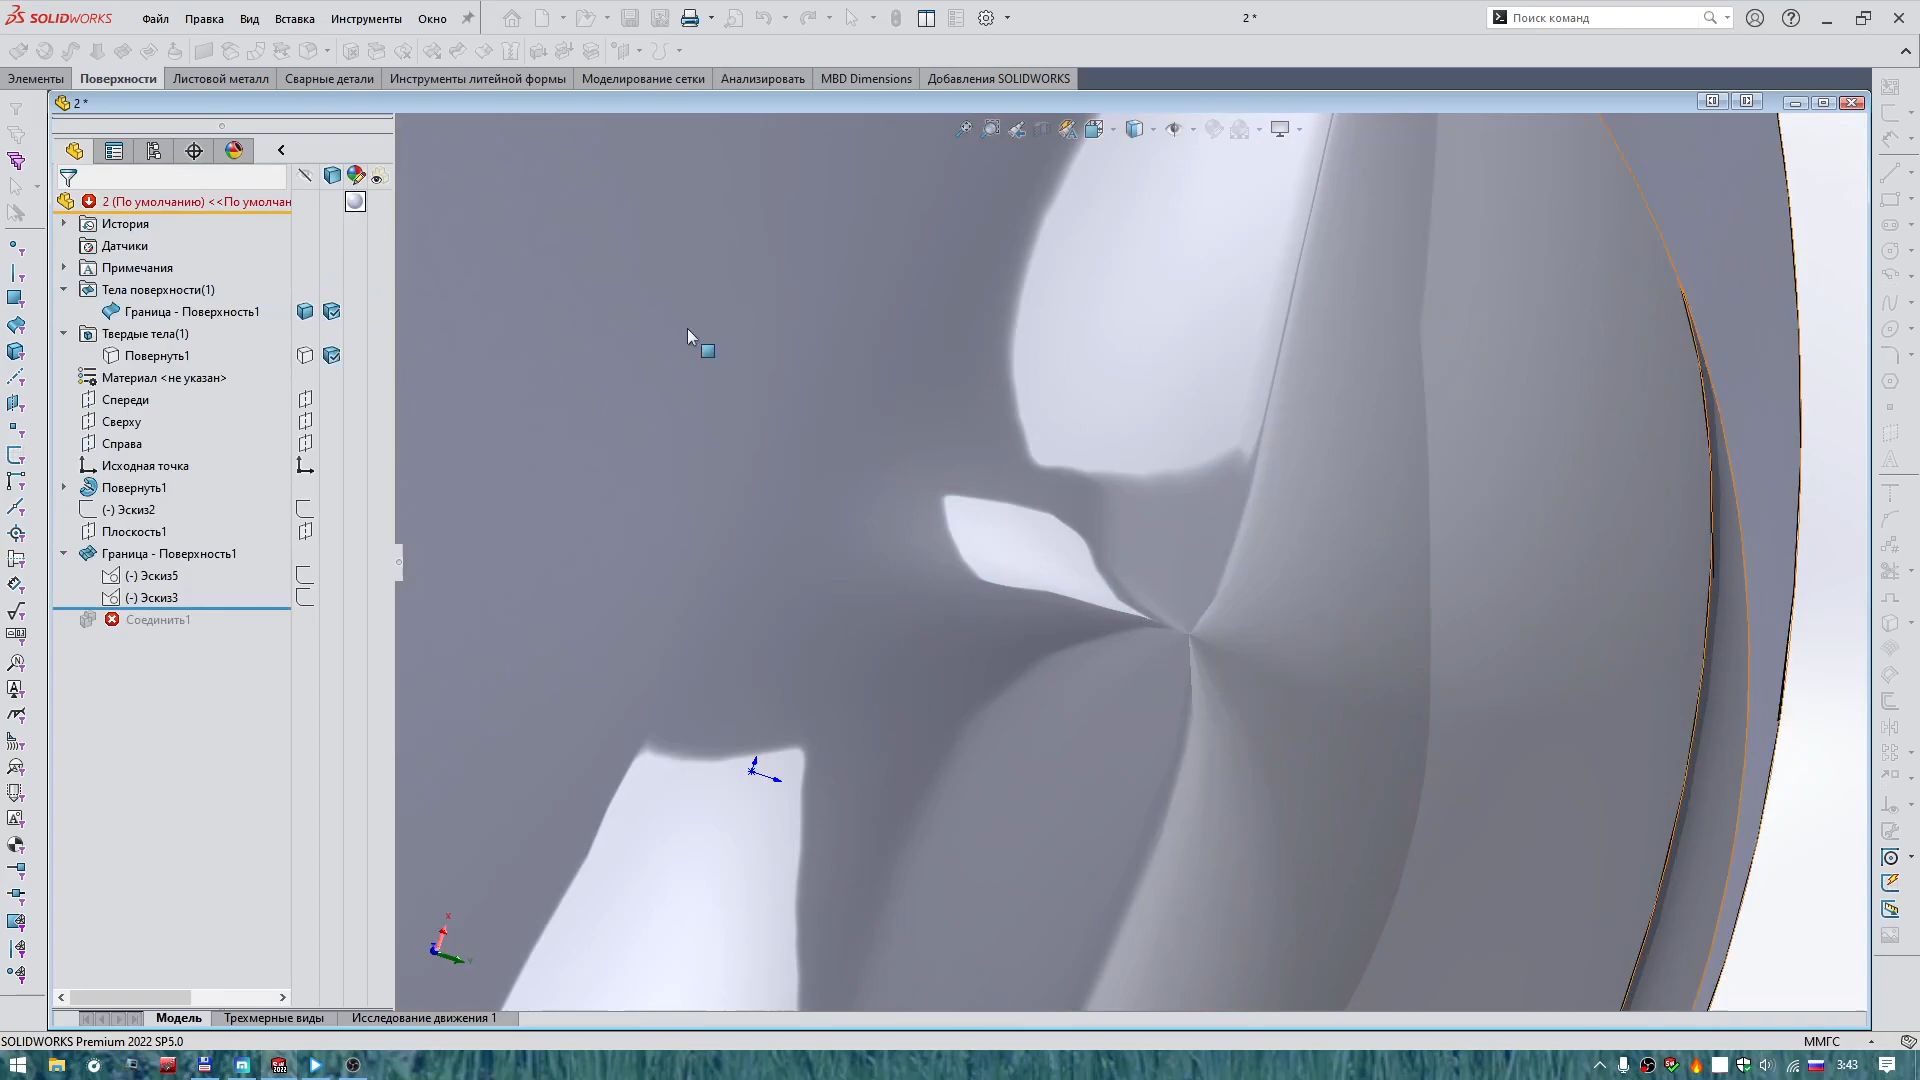 SOLIDWORKS
Файл
Правка
Вид
Вставка
Инструменты
Окно
2 *
Поиск команд
Элементы
Поверхности
Листовой металл
Сварные детали
Инструменты литейной формы
Моделирование сетки
Анализировать
MBD Dimensions
Добавления SOLIDWORKS
2 *
2 (По умолчанию) <<По умолчан
История
Датчики
Примечания
Тела поверхности(1)
Граница - Поверхность1
Твердые тела(1)
Повернуть1
Материал <не указан>
Спереди
Сверху
Справа
Исходная точка
Повернуть1
(-) Эскиз2
Плоскость1
Граница - Поверхность1
(-) Эскиз5
(-) Эскиз3
Соединить1
Модель
Трехмерные виды
Исследование движения 1
SOLIDWORKS Premium 2022 SP5.0
ММГС
3:43